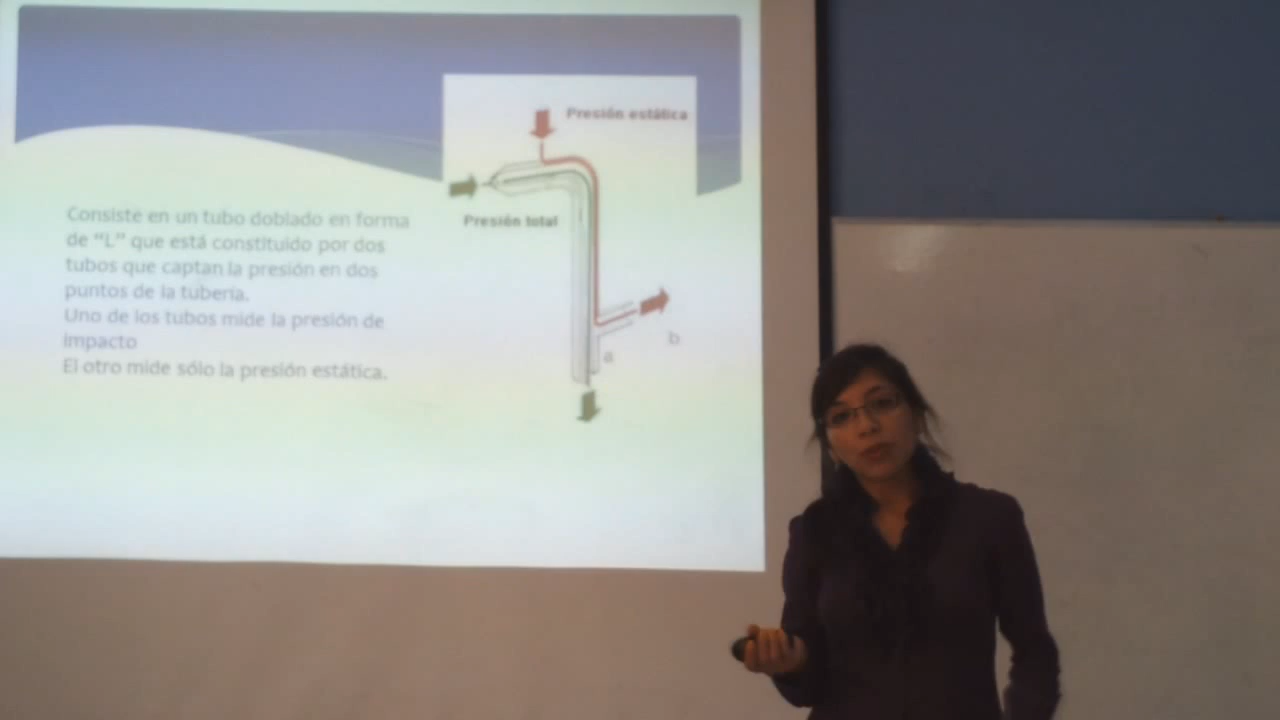 Presión estática
Presión total
Consiste en un tubo doblado en forma
de “L” que está constituido por dos
tubos que captan la presión en dos
puntos de la tubería.
Uno de los tubos mide la presión de
impacto
El otro mide sólo la presión estática.
b
a